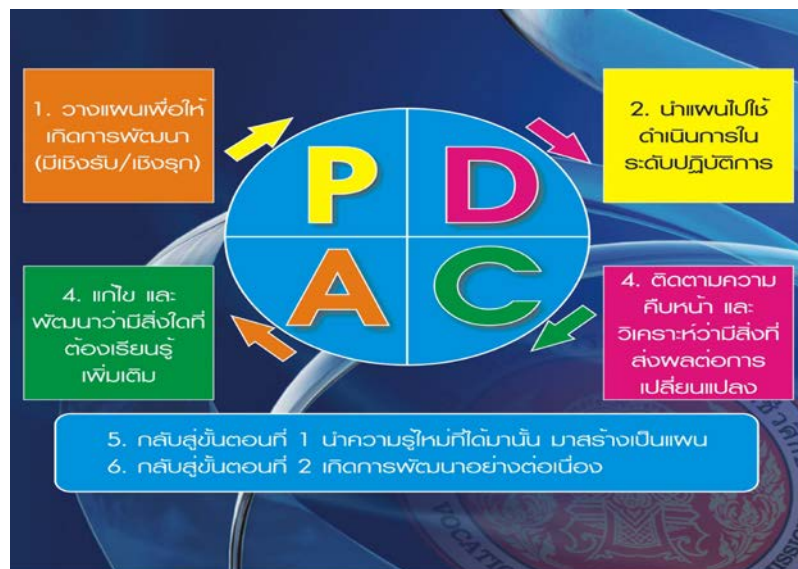 1. วางแผนเพื่อให้
เกิดการพัฒนา
(มีเชิงรับ/เชิงรุก)
2. นำแผนไปใช้
ดำเนินการใน
ระดับปฏิบัติการ
P D
A C
4. แก้ไข และ
พัฒนาว่ามีสิ่งใดที่
ต้องเรียนรู้
เพิ่มเติม
4. ติดตามความ
คืบหน้า และ
วิเคราะห์ว่ามีสิ่งที่
ส่งผลต่อการ
เปลี่ยนแปลง
5. กลับสู่ขั้นตอนที่ 1 นำความรู้ใหม่ที่ได้มานั้น มาสร้างเป็นแผน
6. กลับสู่ขั้นตอนที่ 2 เกิดการพัฒนาอย่างต่อเนื่อง